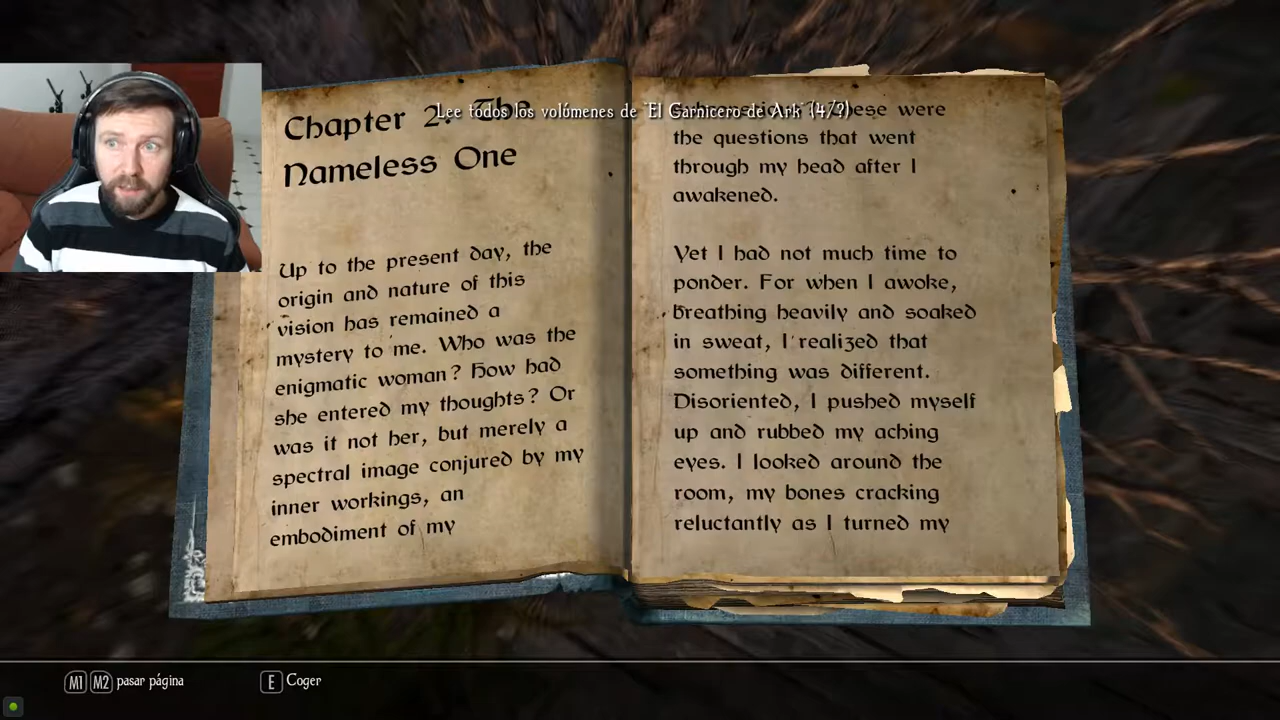 Chapter 2: The
Nameless One
Up to the present day, the
origin and nature of this
vision has remained a
mystery to me. Who was the
enigmatic woman? How had
she entered my thoughts? Or
was it not her, but merely a
spectral image conjured by my
inner workings, an
embodiment of my
Lee todos los volúmenes de "El Carnicero de Ark" (4/?)
these were
the questions that went
through my head after I
awakened.
Yet I had not much time to
ponder. For when I awoke,
breathing heavily and soaked
in sweat, I realized that
something was different.
Disoriented, I pushed myself
up and rubbed my aching
eyes. I looked around the
room, my bones cracking
reluctantly as I turned my
M1 M2 pasar página
E Coger